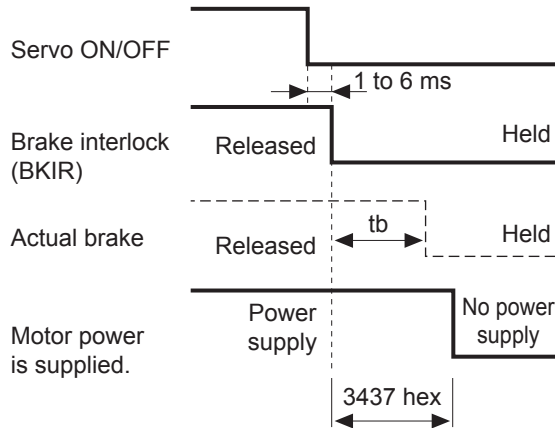 Servo ON/OFF
1 to 6 ms
Brake interlock
(BKIR)
Released
Held
Actual brake
Released
tb
Held
Motor power
is supplied.
Power
supply
No power
supply
3437 hex